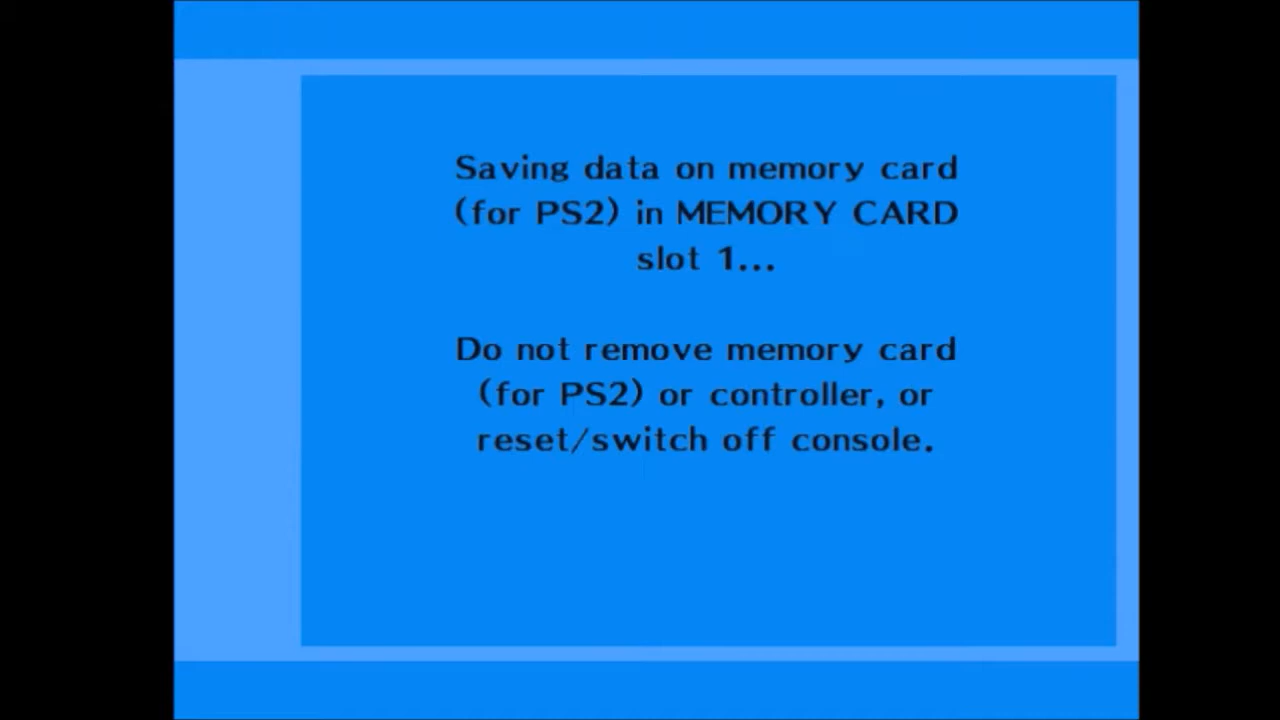 Saving data on memory card
(for PS2) in MEMORY CARD
slot 1...
Do not remove memory card
(for PS2) or controller, or
reset/switch off console.